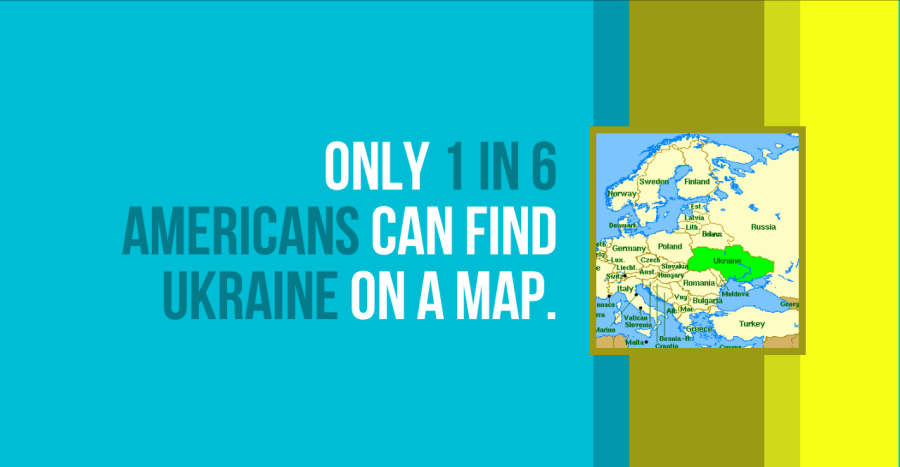 ONLY 1 IN 6
AMERICANS CAN FIND
UKRAINE ON A MAP.
Sweden
Finland
Norway
Est.
Latvia
Denmark
Lith.
Russia
Belarus
Poland
Germany
Lux.
Czech
Ukraine
Liecht.
Slovakia
Aust
Hungary
Switz
Romania
Italy
Moldova
Yug
Bulgaria
Georg
Alb
Mac
Vatican
Turkey
Slovenia
Greece
Malta
Bosnia-H
Croatia